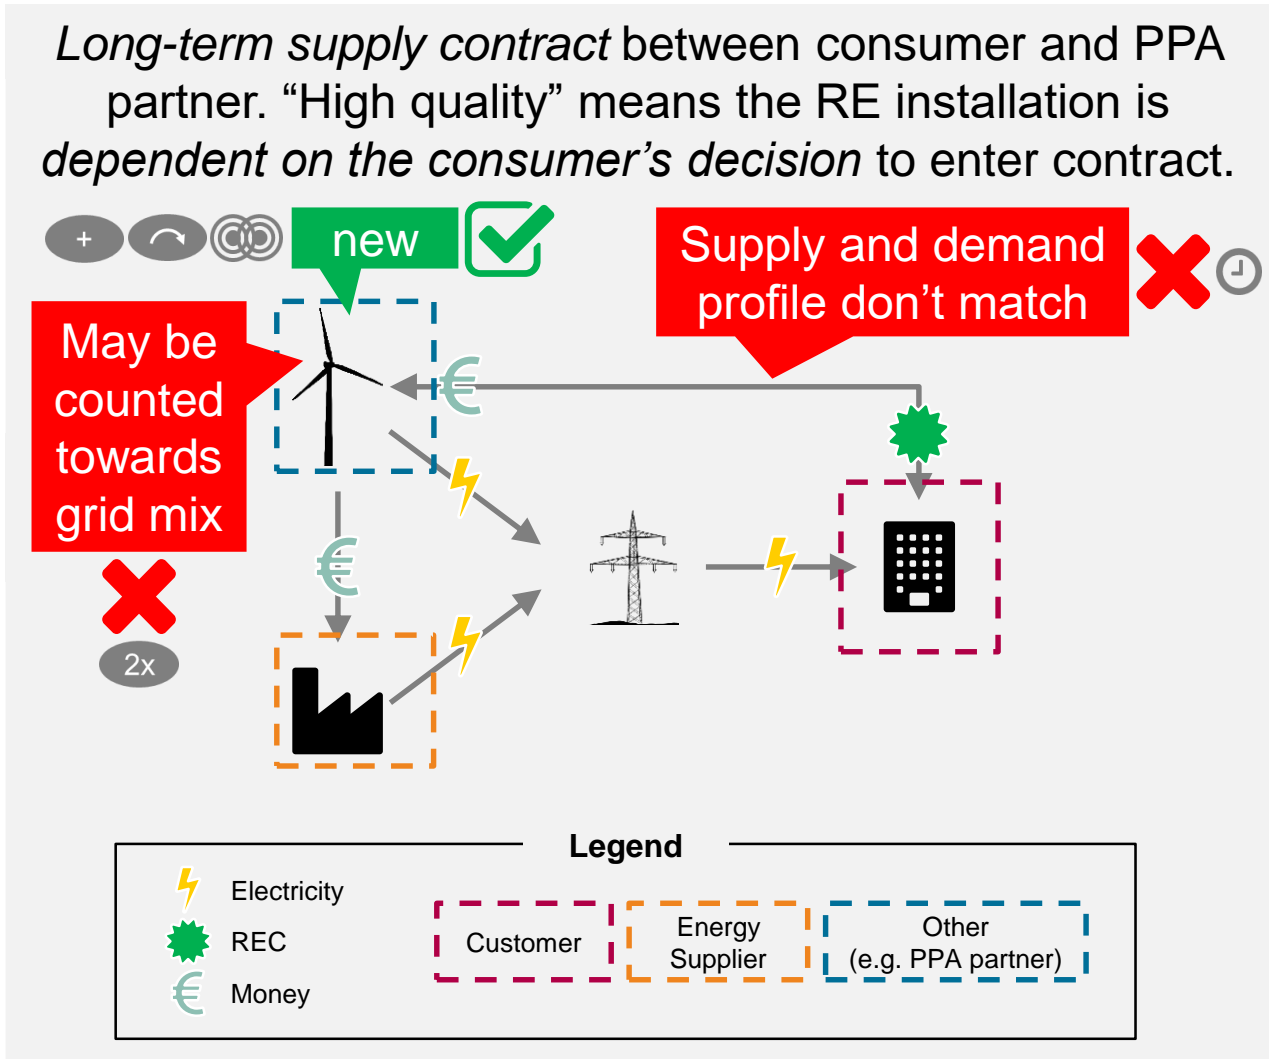 Long-term supply contract between consumer and PPA
partner. “High quality” means the RE installation is
dependent on the consumer’s decision to enter contract.
+
new
Supply and demand
profile don’t match
May be
counted
towards
grid mix
€
€
2x
Legend
Electricity
REC
€
Money
Customer
Energy
Supplier
Other
(e.g. PPA partner)